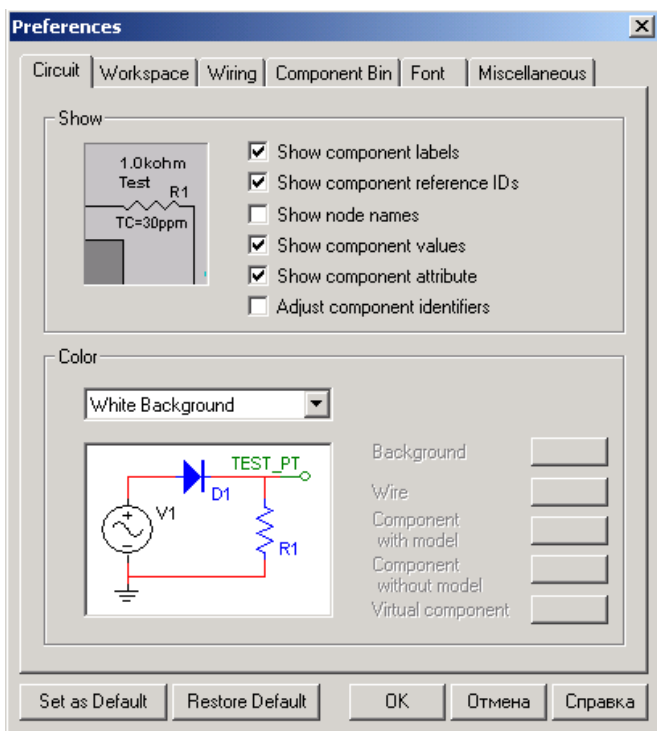 Preferences
Circuit Workspace Wiring Component Bin Font Miscellaneous
Show
1.0kohm
Test
R1
TC=30ppm
Show component labels
Show component reference IDs
Show node names
Show component values
Show component attribute
Adjust component identifiers
Color
White Background
TEST_PT
D1
V1
R1
Background
Wire
Component
with model
Component
without model
Virtual component
Set as Default Restore Default OK Отмена Справка